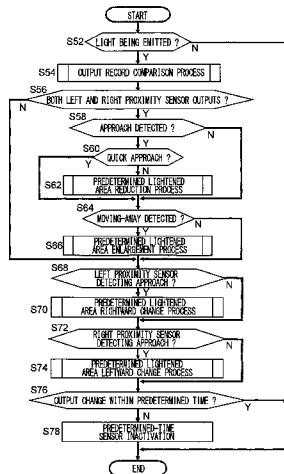 START
S52
LIGHT BEING EMITTED ?
N
Y
S54
OUTPUT RECORD COMPARISON PROCESS
S56
BOTH LEFT AND RIGHT PROXIMITY SENSOR OUTPUTS ?
N
Y
S58
APPROACH DETECTED ?
Y
N
S60
QUICK APPROACH ?
Y
N
S62
PREDETERMINED LIGHTENED
AREA REDUCTION PROCESS
S64
MOVING-AWAY DETECTED ?
Y
N
S66
PREDETERMINED LIGHTENED
AREA ENLARGEMENT PROCESS
S68
LEFT PROXIMITY SENSOR
DETECTING APPROACH ?
Y
N
S70
PREDETERMINED LIGHTENED
AREA RIGHTWARD CHANGE PROCESS
S72
RIGHT PROXIMITY SENSOR
DETECTING APPROACH ?
Y
N
S74
PREDETERMINED LIGHTENED
AREA LEFTWARD CHANGE PROCESS
S76
OUTPUT CHANGE WITHIN PREDETERMINED TIME ?
Y
N
S78
PREDETERMINED-TIME
SENSOR INACTIVATION
END